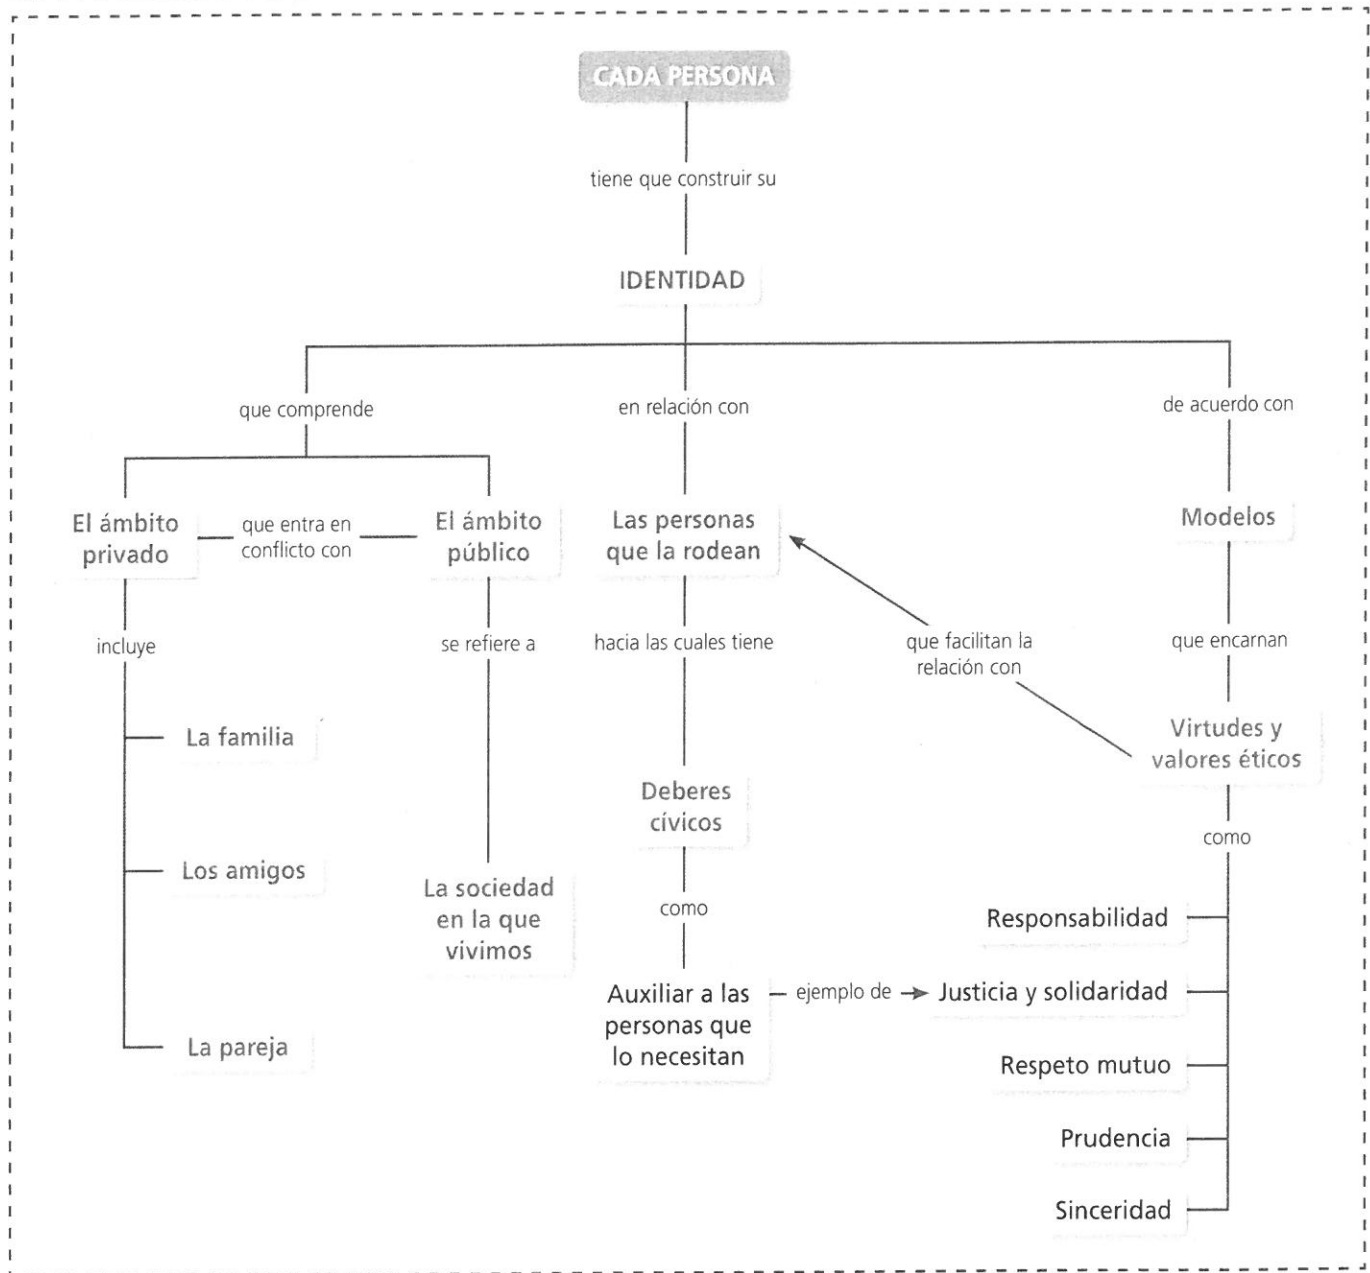 CADA PERSONA
tiene que construir su
IDENTIDAD
que comprende
en relación con
de acuerdo con
El ámbito
privado
que entra en
conflicto con
El ámbito
público
Las personas
que la rodean
Modelos
incluye
se refiere a
hacia las cuales tiene
que facilitan la
relación con
que encarnan
La familia
Virtudes y
valores éticos
Deberes
cívicos
como
Los amigos
La sociedad
en la que
vivimos
como
Responsabilidad
Auxiliar a las
personas que
lo necesitan
ejemplo de
Justicia y solidaridad
La pareja
Respeto mutuo
Prudencia
Sinceridad